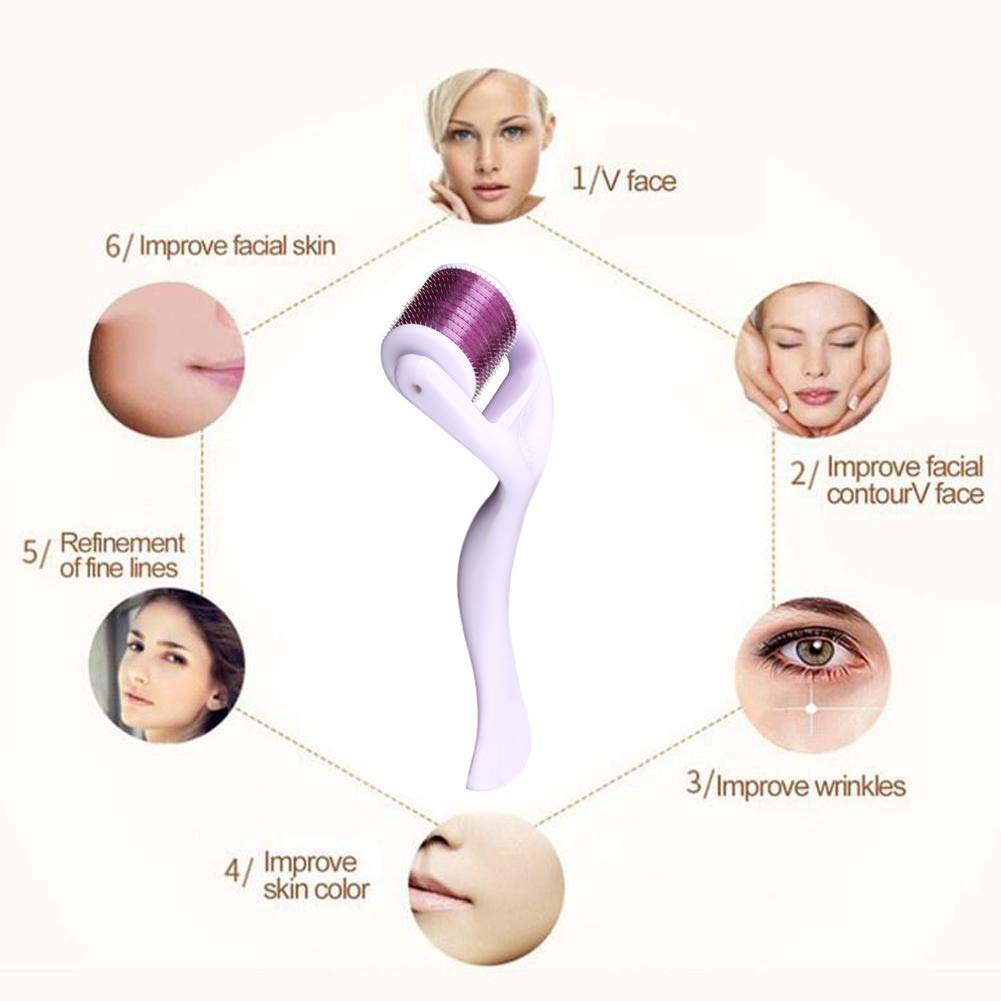 1/V face
2/ Improve facial
contourV face
3/Improve wrinkles
4/ Improve
skin color
5/ Refinement
of fine lines
6/ Improve facial skin